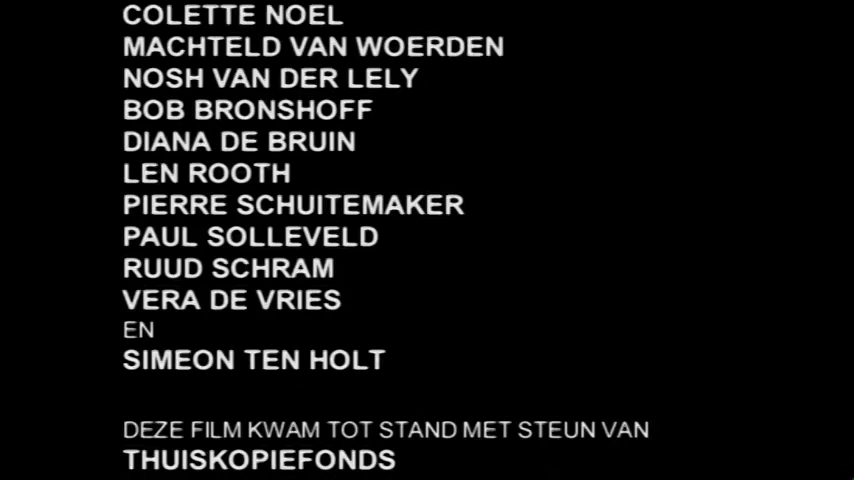 COLETTE NOEL
MACHTELD VAN WOERDEN
NOSH VAN DER LELY
BOB BRONSHOFF
DIANA DE BRUIN
LEN ROOTH
PIERRE SCHUITEMAKER
PAUL SOLLEVELD
RUUD SCHRAM
VERA DE VRIES
EN
SIMEON TEN HOLT
DEZE FILM KWAM TOT STAND MET STEUN VAN
THUISKOPIEFONDS